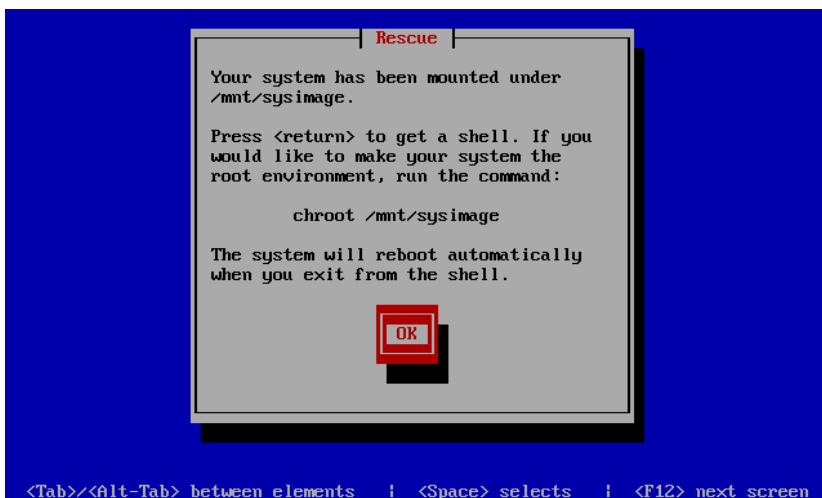 Rescue
Your system has been mounted under
/mnt/sysimage.
Press <return> to get a shell. If you
would like to make your system the
root environment, run the command:
chroot /mnt/sysimage
The system will reboot automatically
when you exit from the shell.
OK
<Tab>/<Alt-Tab> between elements | <Space> selects | <F12> next screen